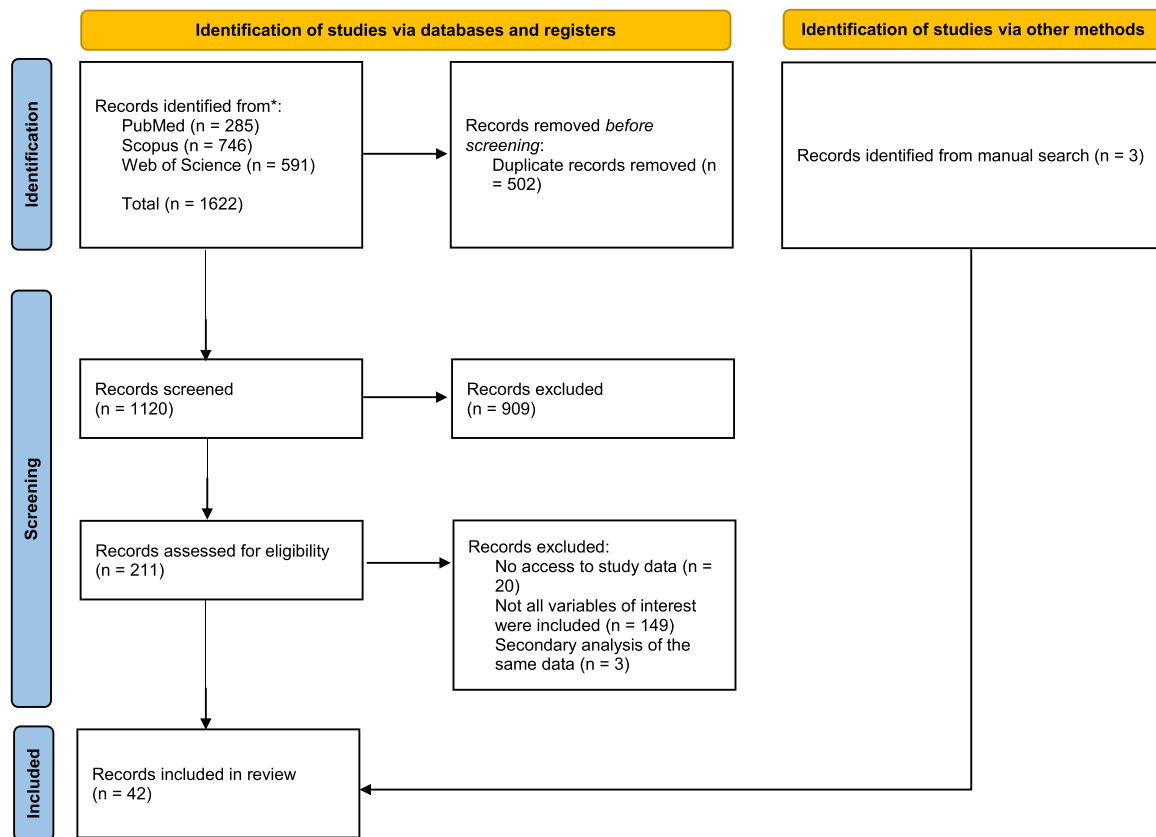 Identification of studies via databases and registers
Identification of studies via other methods
Identification
Records identified from*:
PubMed (n = 285)
Scopus (n = 746)
Web of Science (n = 591)
Total (n = 1622)
Records removed before
screening:
Duplicate records removed (n
= 502)
Records identified from manual search (n = 3)
Screening
Records screened
(n = 1120)
Records excluded
(n = 909)
Records assessed for eligibility
(n = 211)
Records excluded:
No access to study data (n =
20)
Not all variables of interest
were included (n = 149)
Secondary analysis of the
same data (n = 3)
Included
Records included in review
(n = 42)